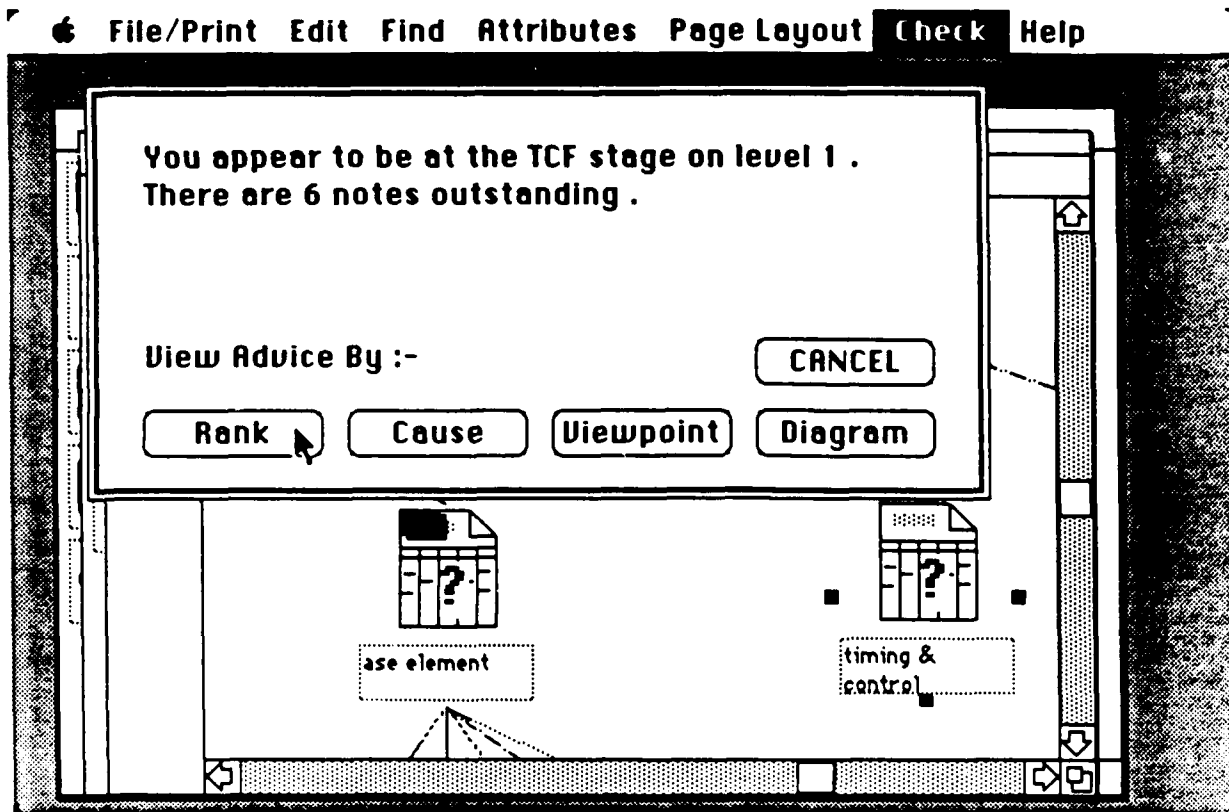 File/Print Edit Find Attributes Page Layout Check Help
You appear to be at the TCF stage on level 1 .
There are 6 notes outstanding .
View Advice By :-
CANCEL
Rank Cause Viewpoint Diagram
? ?
ase element
timing &
control